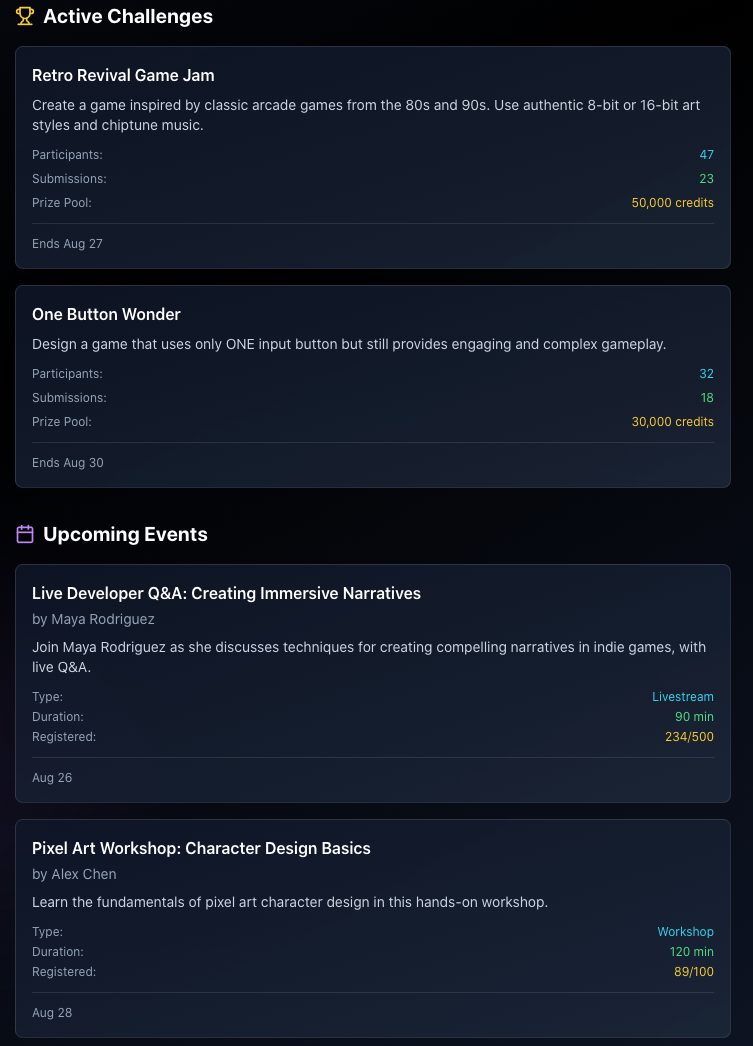 Active Challenges
Retro Revival Game Jam
Create a game inspired by classic arcade games from the 80s and 90s. Use authentic 8-bit or 16-bit art
styles and chiptune music.
Participants: 47
Submissions: 23
Prize Pool: 50,000 credits
Ends Aug 27
One Button Wonder
Design a game that uses only ONE input button but still provides engaging and complex gameplay.
Participants: 32
Submissions: 18
Prize Pool: 30,000 credits
Ends Aug 30
Upcoming Events
Live Developer Q&A: Creating Immersive Narratives
by Maya Rodriguez
Join Maya Rodriguez as she discusses techniques for creating compelling narratives in indie games, with
live Q&A.
Type: Livestream
Duration: 90 min
Registered: 234/500
Aug 26
Pixel Art Workshop: Character Design Basics
by Alex Chen
Learn the fundamentals of pixel art character design in this hands-on workshop.
Type: Workshop
Duration: 120 min
Registered: 89/100
Aug 28